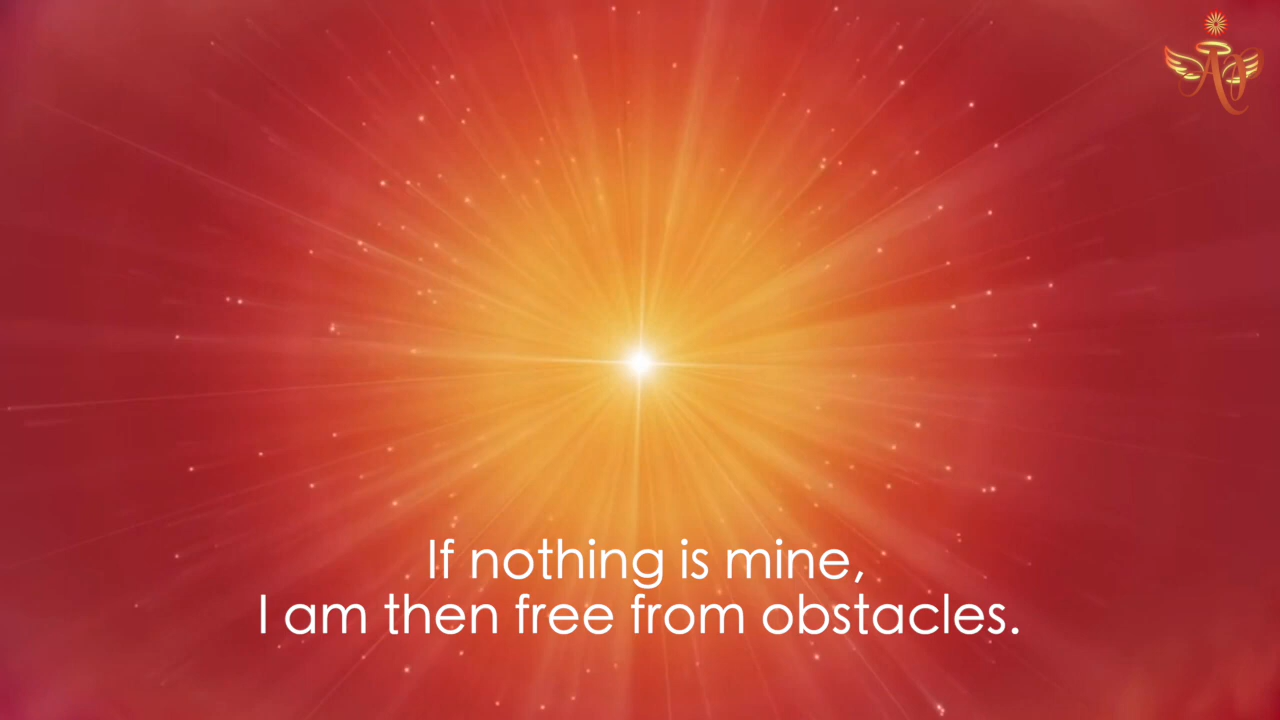 If nothing is mine,
I am then free from obstacles.